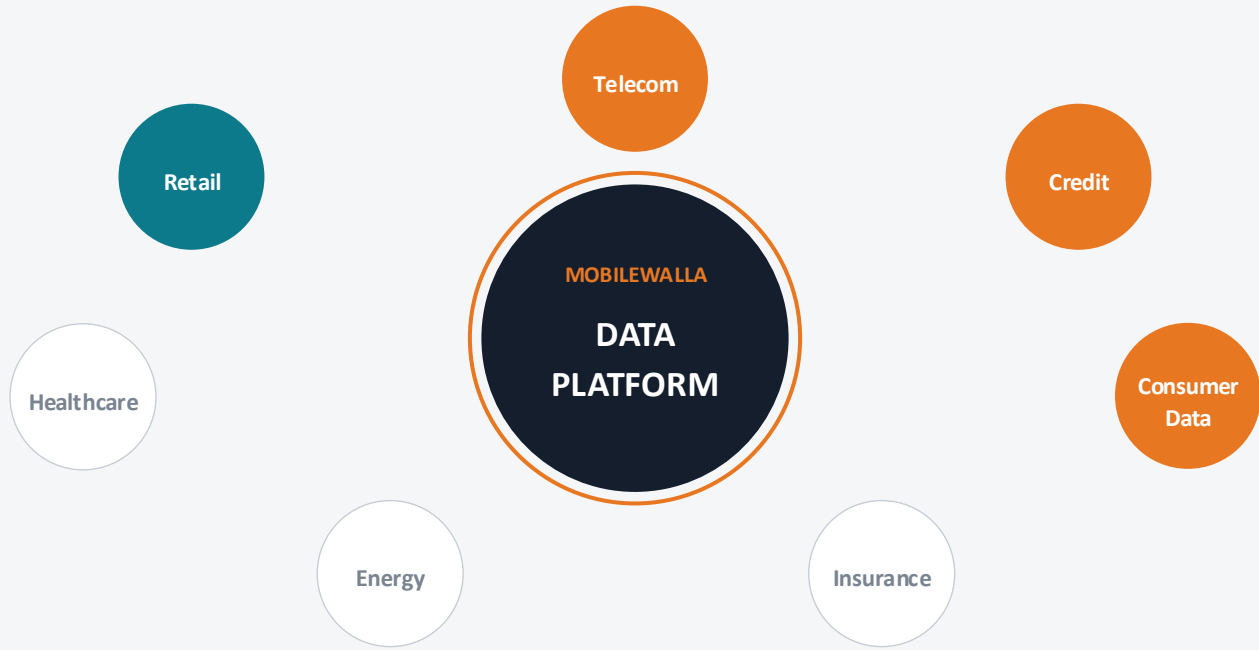 Telecom
Retail
Credit
MOBILEWALLA
DATA
PLATFORM
Healthcare
Consumer
Data
Energy
Insurance